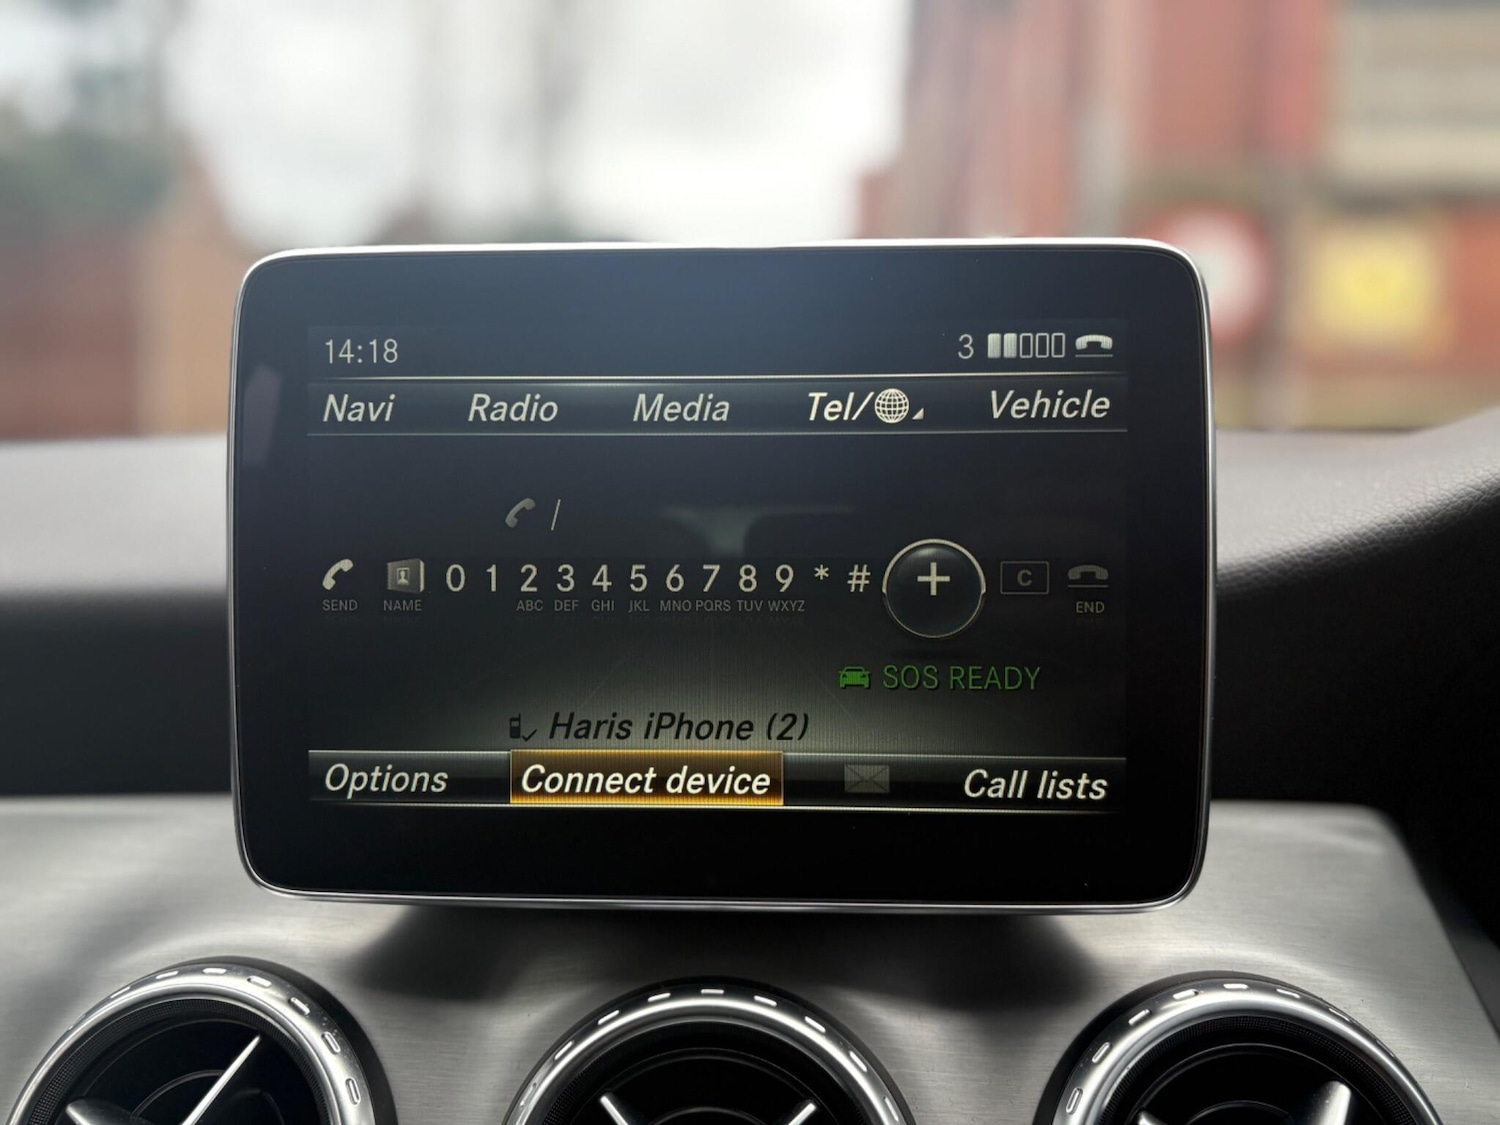 14:18 3
Navi Radio Media Tel/ Vehicle
/
0 1 2 3 4 5 6 7 8 9 * # + C
SEND NAME ABC DEF GHI JKL MNO PQRS TUV WXYZ END
SOS READY
Haris iPhone (2)
Options Connect device Call lists